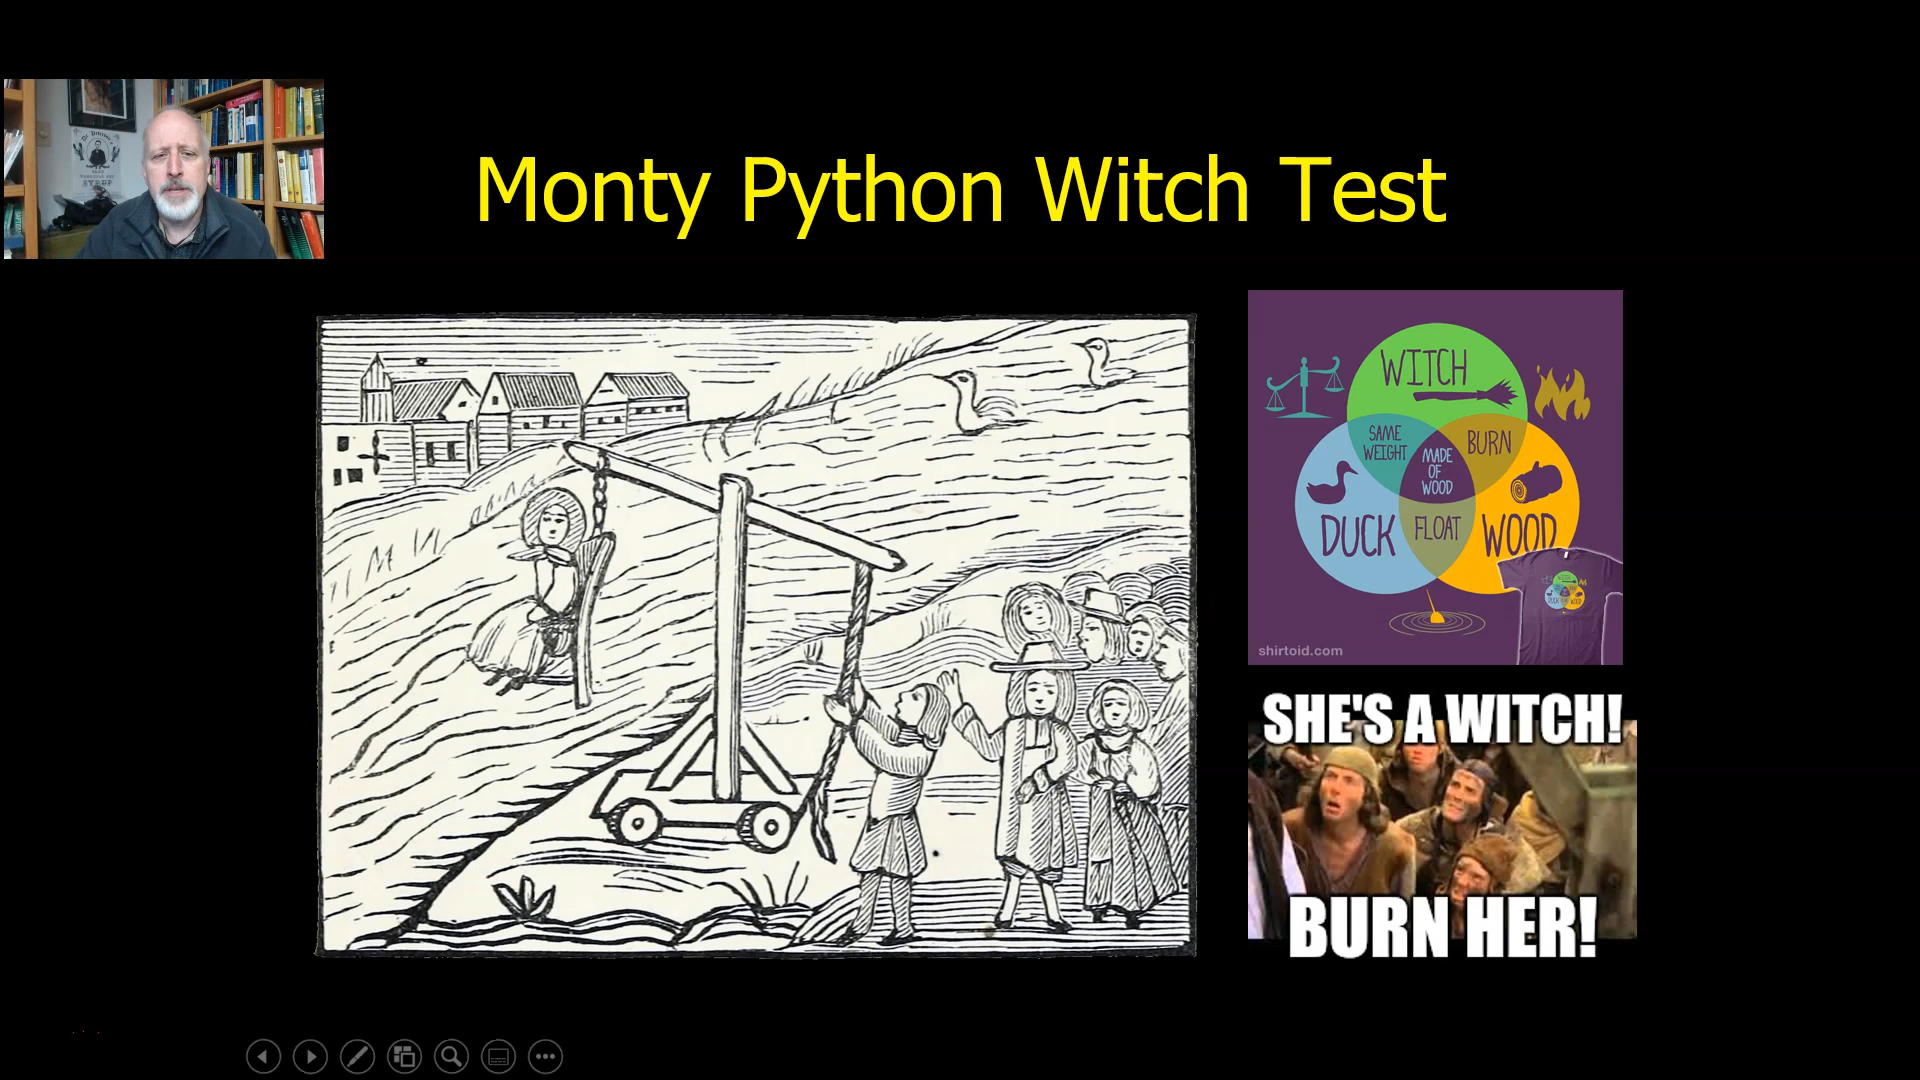 Monty Python Witch Test
SYRUP
WITCH
SAME
WEIGHT
BURN
MADE
OF
WOOD
DUCK
FLOAT
WOOD
shirtoid.com
SHE'S A WITCH!
BURN HER!